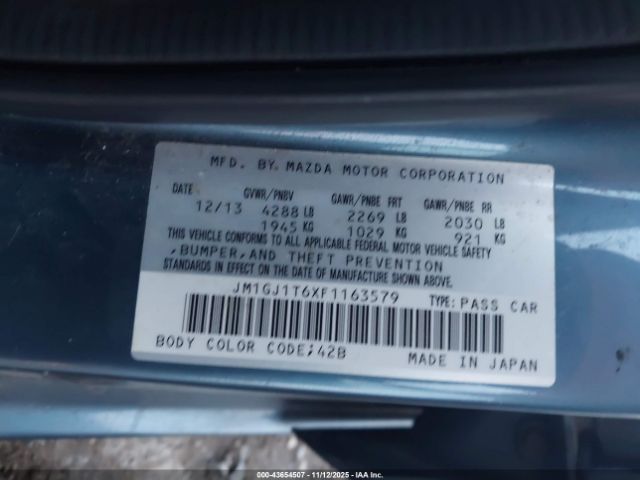 MFD. BY MAZDA MOTOR CORPORATION
DATE GVWR/PNBV GAWR/PNBE FRT GAWR/PNBE RR
12/13 4288 LB 2269 LB 2030 LB
1945 KG 1029 KG 921 KG
THIS VEHICLE CONFORMS TO ALL APPLICABLE FEDERAL MOTOR VEHICLE SAFETY
,BUMPER, AND THEFT PREVENTION
STANDARDS IN EFFECT ON THE DATE OF MANUFACTURE SHOWN ABOVE.
JM1GJ1T6XF1163579 TYPE: PASS CAR
BODY COLOR CODE;42B MADE IN JAPAN
00-43654507 - 11/12/2025 - IAA Inc.